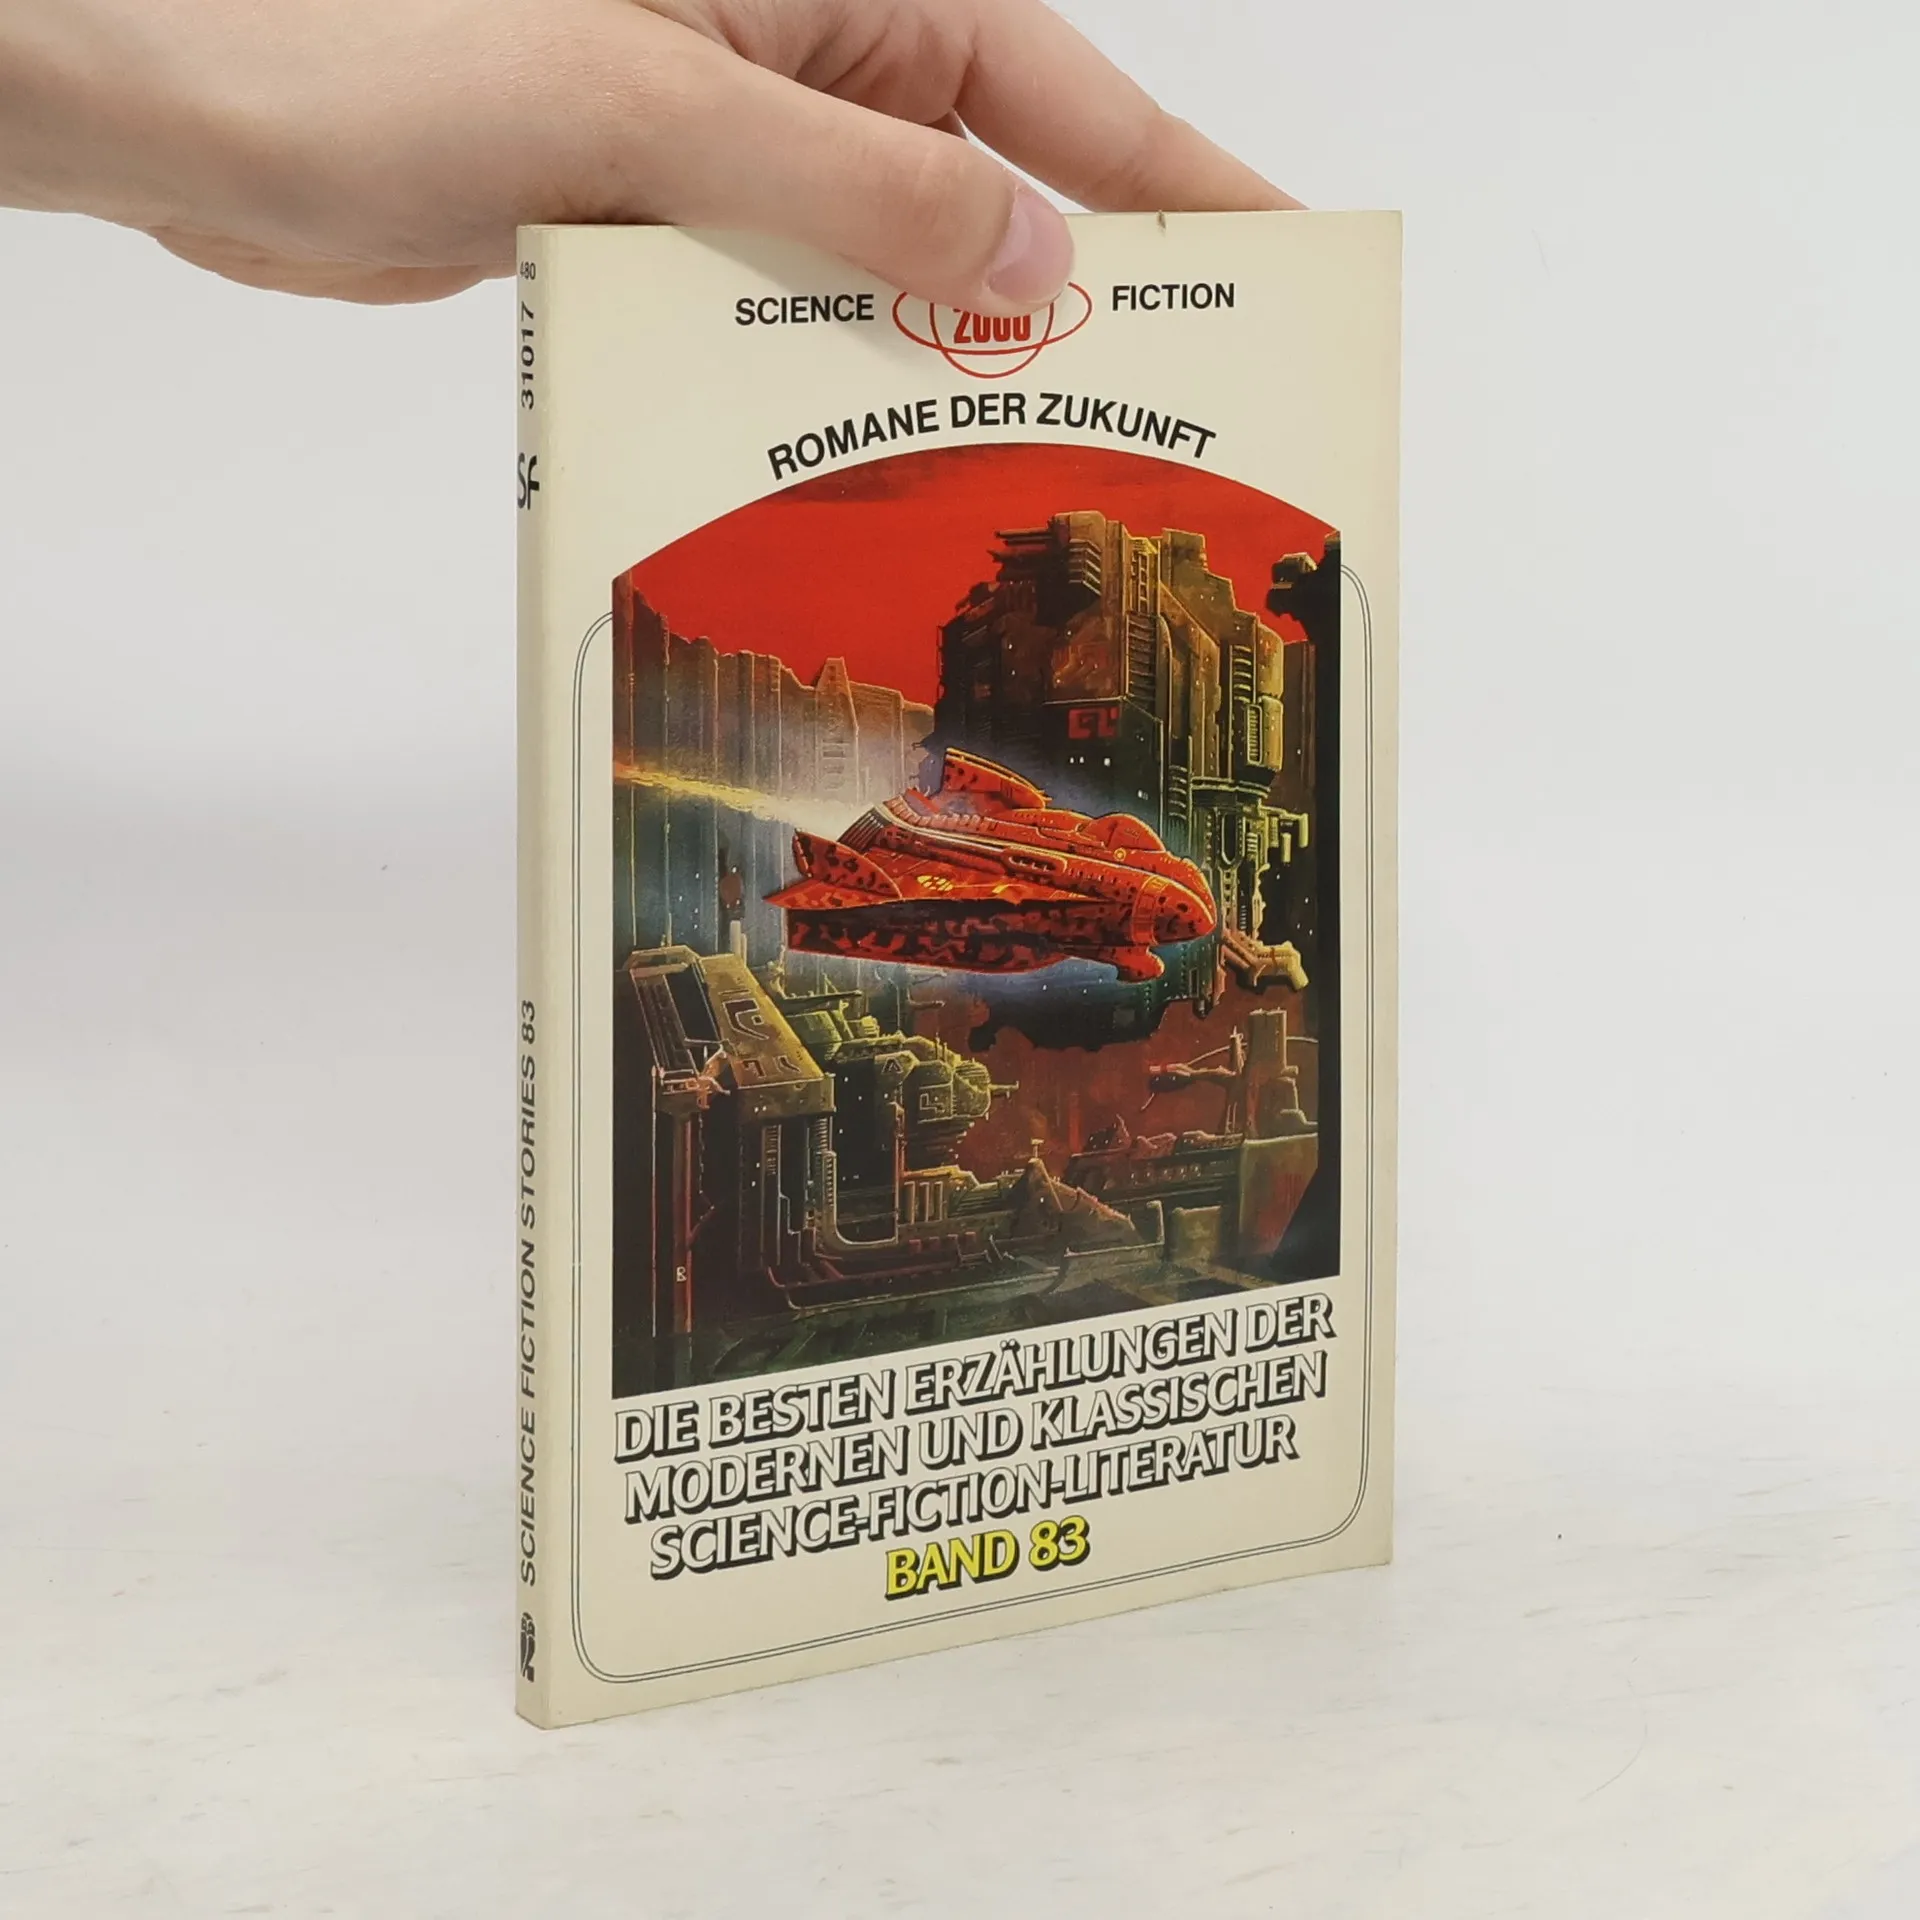 SCIENCE 2000 FICTION
ROMANE DER ZUKUNFT
DIE BESTEN ERZÄHLUNGEN DER
MODERNEN UND KLASSISCHEN
SCIENCE-FICTION-LITERATUR
BAND 83
480
31017
SF
SCIENCE FICTION STORIES 83